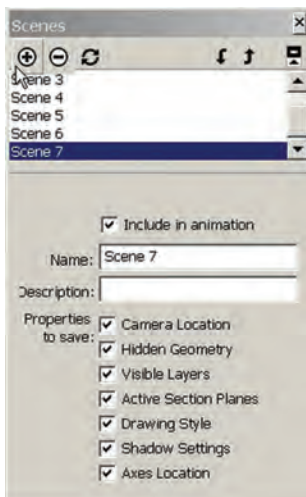 Scenes
Scene 3
Scene 4
Scene 5
Scene 6
Scene 7
Include in animation
Name: Scene 7
Description:
Properties
to save:
Camera Location
Hidden Geometry
Visible Layers
Active Section Planes
Drawing Style
Shadow Settings
Axes Location